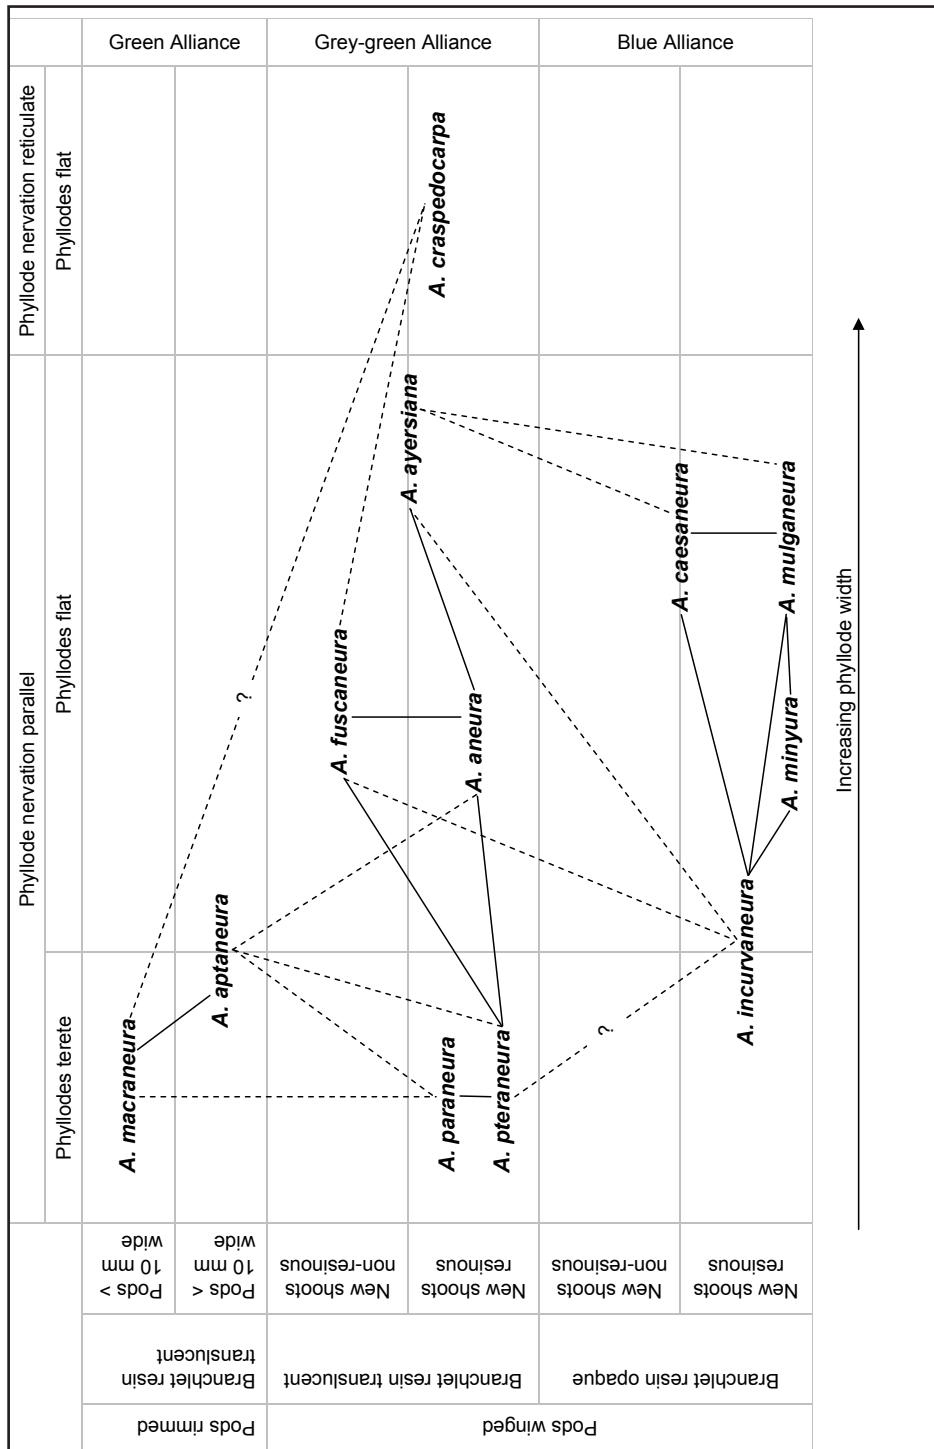 Green Alliance
Grey-green Alliance
Blue Alliance
Phyllode nervation reticulate
Phyllodes flat
Phyllode nervation parallel
Phyllodes flat
Phyllodes terete
A. craspedocarpa
A. ayersiana
A. caesaneura
A. mulganeura
A. fuscaneura
A. aneura
A. minyura
A. aptaneura
A. incurvaneura
A. macraneura
A. paraneura
A. pteraneura
?
?
Increasing phyllode width
Pods >
10 mm
wide
Pods <
10 mm
wide
New shoots
non-resinous
New shoots
resinous
New shoots
non-resinous
New shoots
resinous
Branchlet resin
translucent
Branchlet resin translucent
Branchlet resin opaque
Pods rimmed
Pods winged